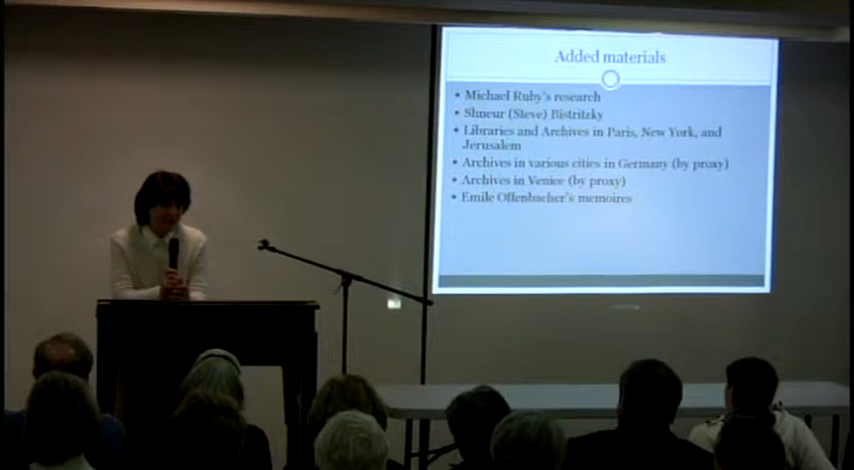 Added materials
• Michael Ruby's research
• Shneur (Steve) Bistritzky
• Libraries and Archives in Paris, New York, and
Jerusalem
• Archives in various cities in Germany (by proxy)
• Archives in Venice (by proxy)
• Emile Offenbacher's memoires